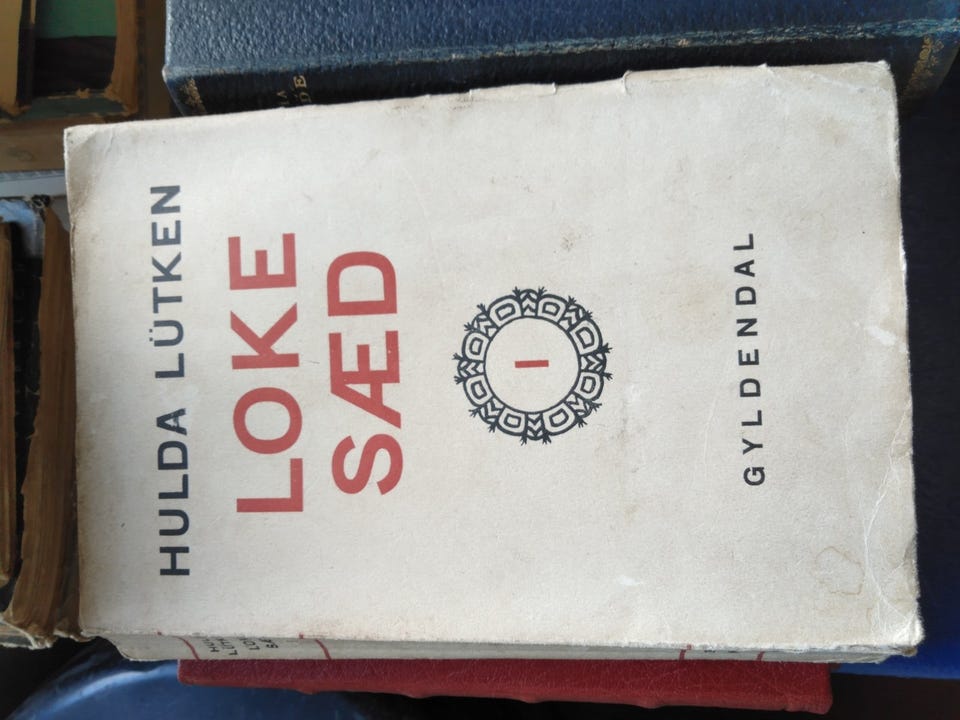 HULDA LÜTKEN
LOKE
SÆD
I
GYLDENDAL